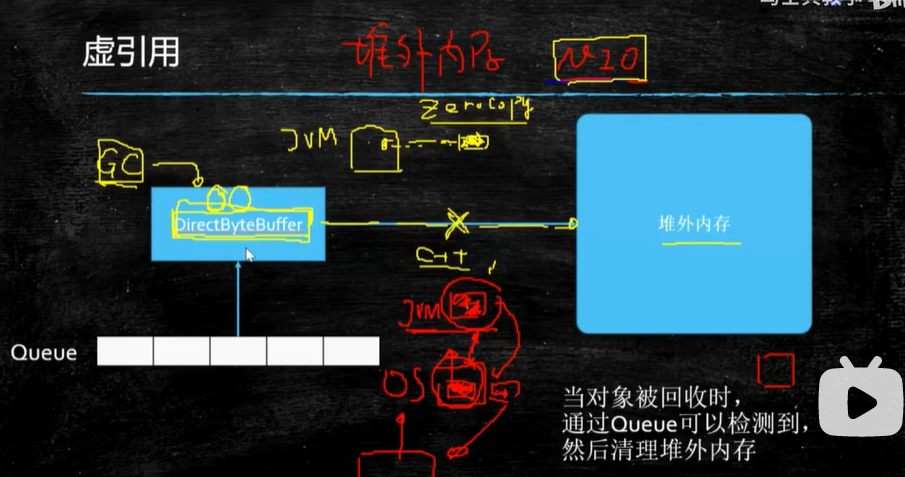 虚引用
堆外内存
NIO
ZeroCopy
JVM
GC
DirectByteBuffer
堆外内存
C++
JVM
Queue
OS
当对象被回收时，
通过Queue可以检测到，
然后清理堆外内存